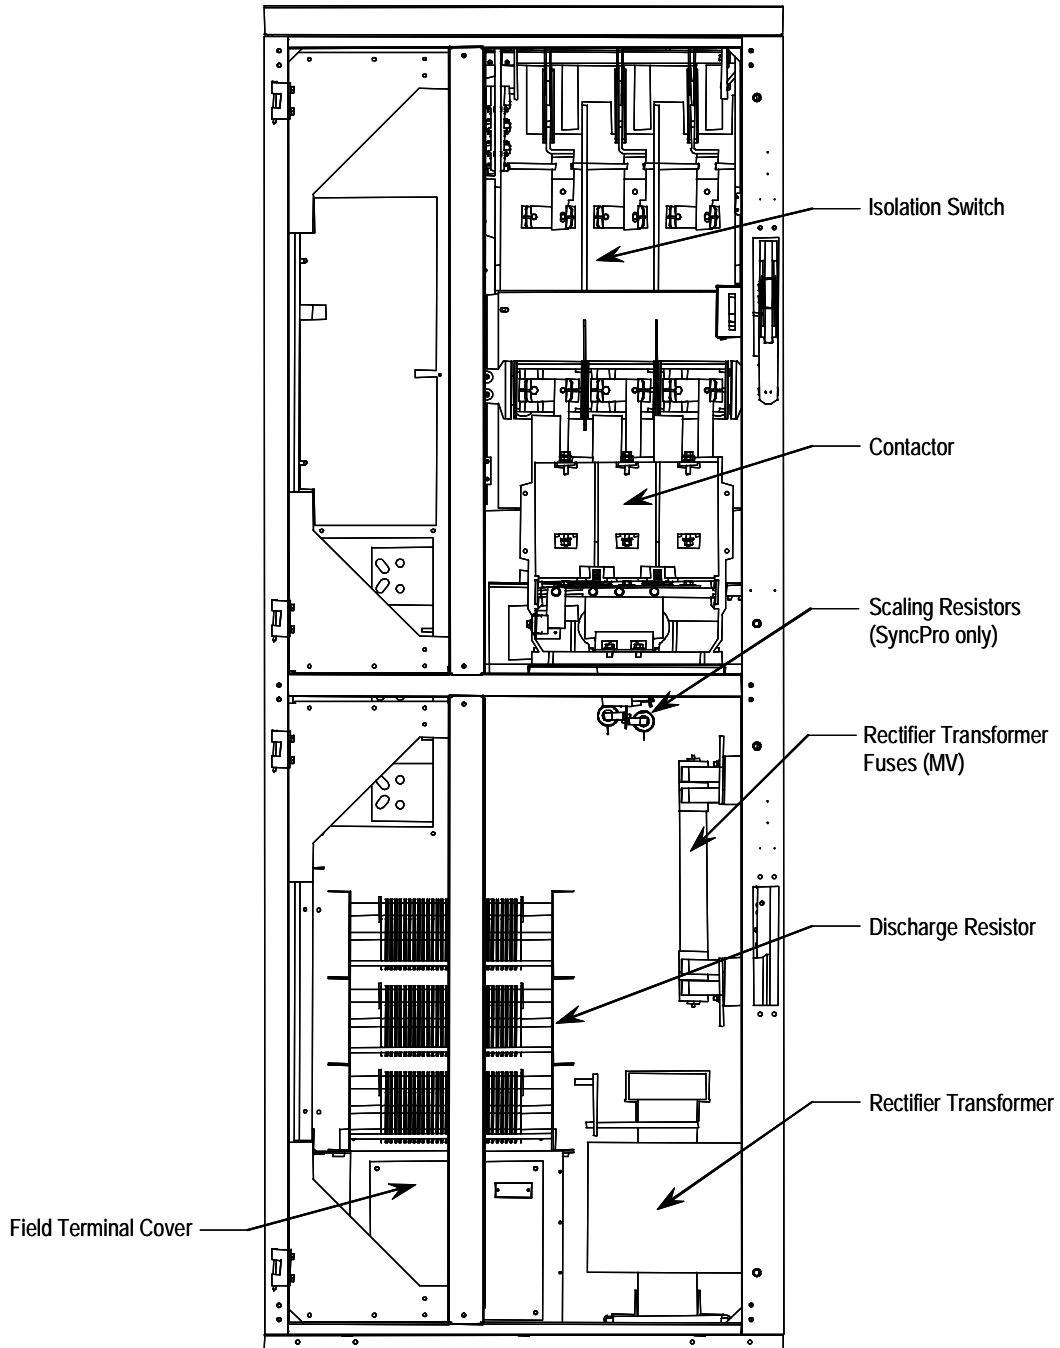 Isolation Switch
Contactor
Scaling Resistors
(SyncPro only)
Rectifier Transformer
Fuses (MV)
Discharge Resistor
Rectifier Transformer
Field Terminal Cover